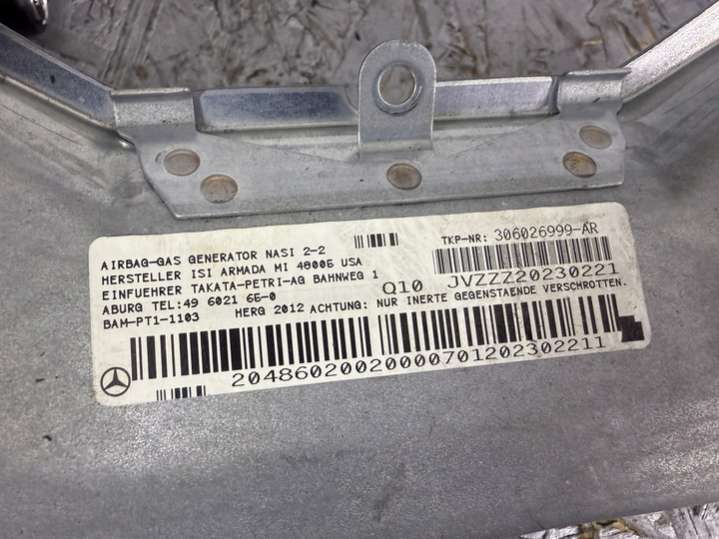 AIRBAG-GAS GENERATOR NASI 2-2
HERSTELLER ISI ARMADA MI 48005 USA
EINFUEHRER TAKATA-PETRI-AG BAHNWEG 1
ABURG TEL:49 6021 65-0
BAM-PT1-1103
HERG 2012 ACHTUNG: NUR INERTE GEGENSTAENDE VERSCHROTTEN.
TKP-NR: 306026999-AR
Q10 JVZZZ20230221
20486020020000701202302211